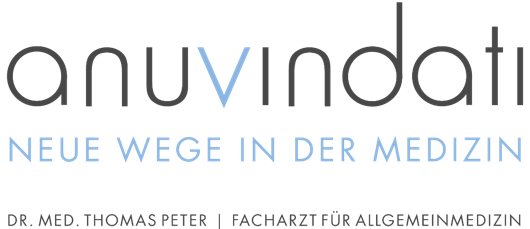 anuvindati
NEUE WEGE IN DER MEDIZIN
DR. MED. THOMAS PETER | FACHARZT FÜR ALLGEMEINMEDIZIN